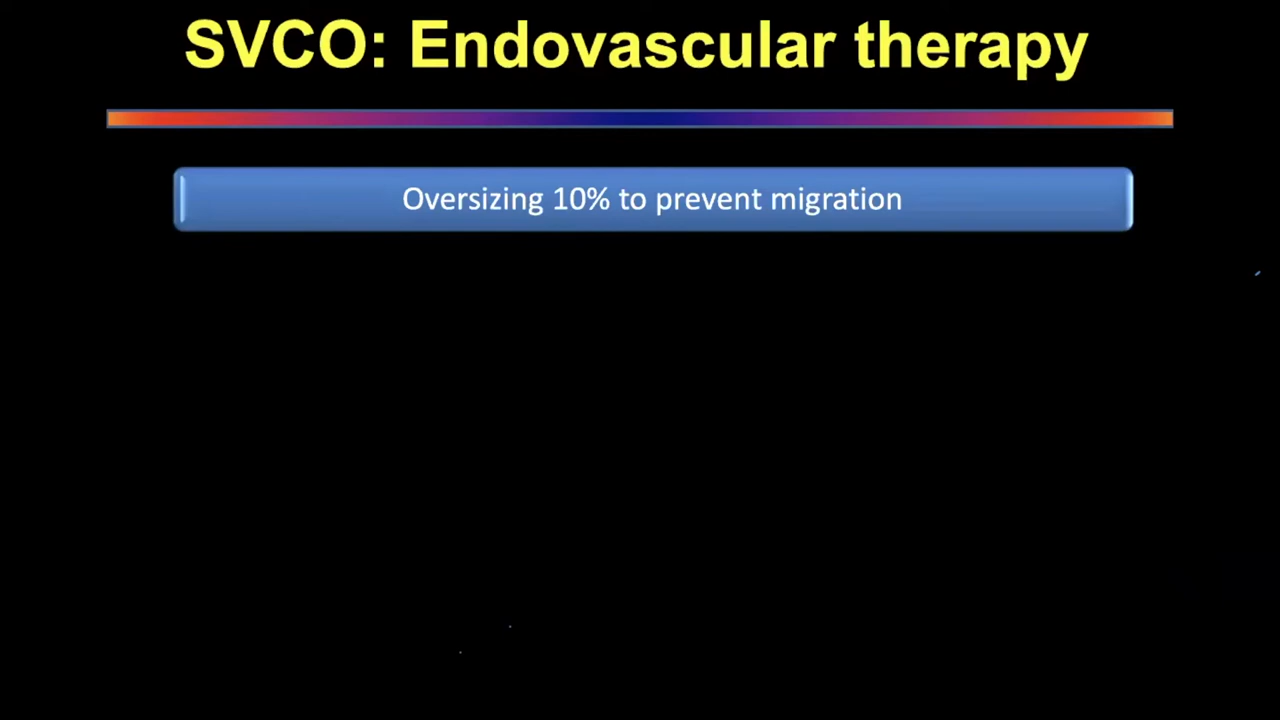 SVCO: Endovascular therapy
Oversizing 10% to prevent migration